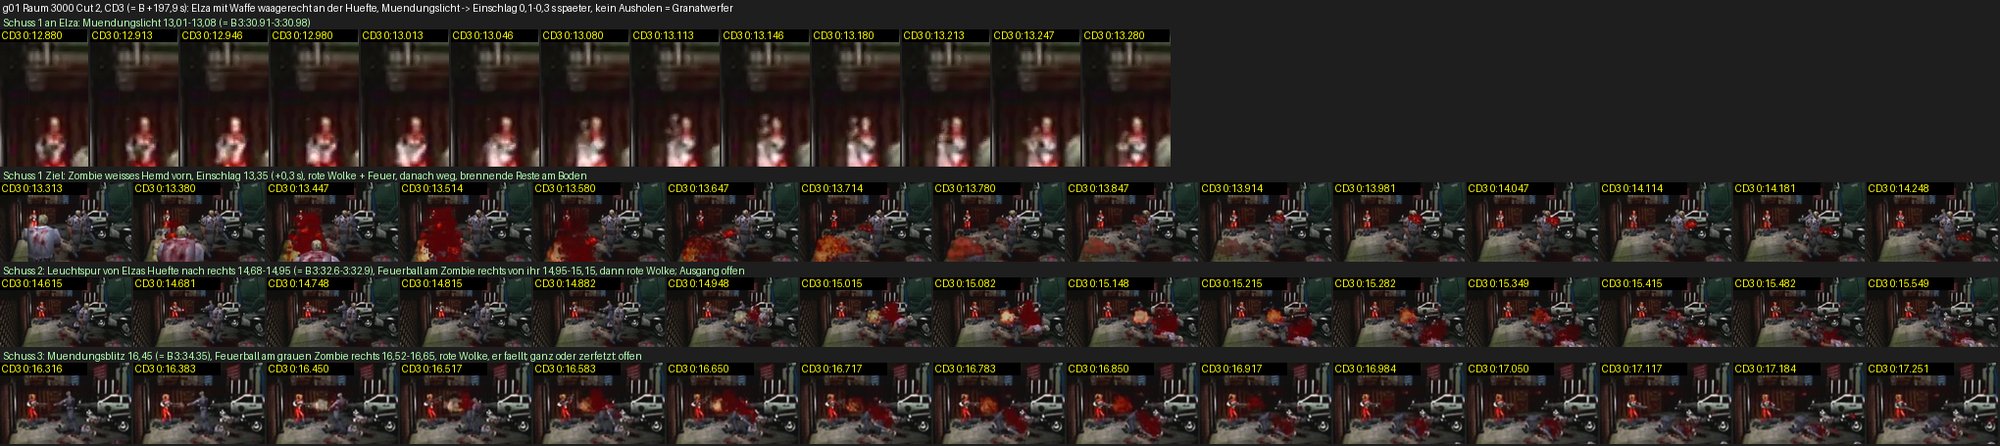 g01 Raum 3000 Cut 2, CD3 (= B +197,9 s): Elza mit Waffe waagerecht an der Huefte, Muendungslicht -> Einschlag 0,1-0,3 s spaeter, kein Ausholen = Granatwerfer
Schuss 1 an Elza: Muendungslicht 13,01-13,08 (= B3:30.91-3:30.98)
CD3 0:12.880 CD3 0:12.913 CD3 0:12.946 CD3 0:12.980 CD3 0:13.013 CD3 0:13.046 CD3 0:13.080 CD3 0:13.113 CD3 0:13.146 CD3 0:13.180 CD3 0:13.213 CD3 0:13.247 CD3 0:13.280
Schuss 1 Ziel: Zombie weisses Hemd vorn, Einschlag 13,35 (+0,3 s), rote Wolke + Feuer, danach weg, brennende Reste am Boden
CD3 0:13.313 CD3 0:13.380 CD3 0:13.447 CD3 0:13.514 CD3 0:13.580 CD3 0:13.647 CD3 0:13.714 CD3 0:13.780 CD3 0:13.847 CD3 0:13.914 CD3 0:13.981 CD3 0:14.047 CD3 0:14.114 CD3 0:14.181 CD3 0:14.248
Schuss 2: Leuchtspur von Elzas Huefte nach rechts 14,68-14,95 (= B3:32.6-3:32.9), Feuerball am Zombie rechts von ihr 14,95-15,15, dann rote Wolke; Ausgang offen
CD3 0:14.615 CD3 0:14.681 CD3 0:14.748 CD3 0:14.815 CD3 0:14.882 CD3 0:14.948 CD3 0:15.015 CD3 0:15.082 CD3 0:15.148 CD3 0:15.215 CD3 0:15.282 CD3 0:15.349 CD3 0:15.415 CD3 0:15.482 CD3 0:15.549
Schuss 3: Muendungsblitz 16,45 (= B3:34.35), Feuerball am grauen Zombie rechts 16,52-16,65, rote Wolke, er faellt; ganz oder zerfetzt offen
CD3 0:16.316 CD3 0:16.383 CD3 0:16.450 CD3 0:16.517 CD3 0:16.583 CD3 0:16.650 CD3 0:16.717 CD3 0:16.783 CD3 0:16.850 CD3 0:16.917 CD3 0:16.984 CD3 0:17.050 CD3 0:17.117 CD3 0:17.184 CD3 0:17.251